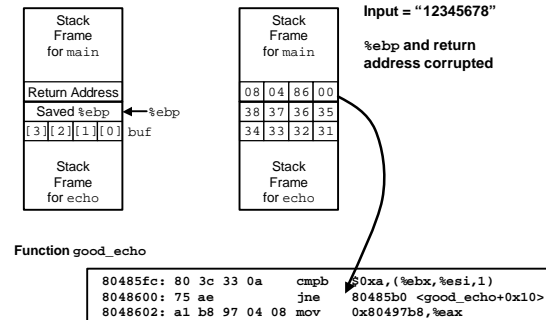 Stack
Frame
for main
Return Address
Saved %ebp
%ebp
[3][2][1][0] buf
Stack
Frame
for echo
Stack
Frame
for main
08 04 86 00
38 37 36 35
34 33 32 31
Stack
Frame
for echo
Input = “12345678”
%ebp and return
address corrupted
Function good_echo
80485fc: 80 3c 33 0a cmpb $0xa,(%ebx,%esi,1)
8048600: 75 ae jne 80485b0 <good_echo+0x10>
8048602: a1 b8 97 04 08 mov 0x80497b8,%eax